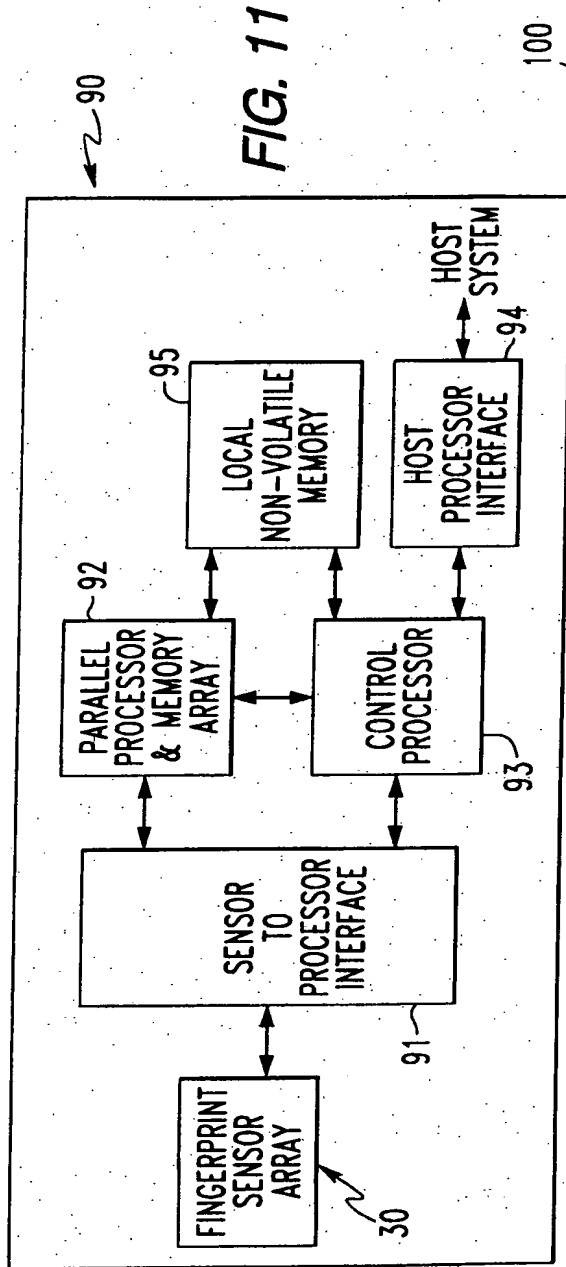 90
FIG. 11
100
FINGERPRINT
SENSOR
ARRAY
30
SENSOR
TO
PROCESSOR
INTERFACE
91
PARALLEL
PROCESSOR
& MEMORY
ARRAY
92
CONTROL
PROCESSOR
93
LOCAL
NON-VOLATILE
MEMORY
95
HOST
PROCESSOR
INTERFACE
94
HOST
SYSTEM